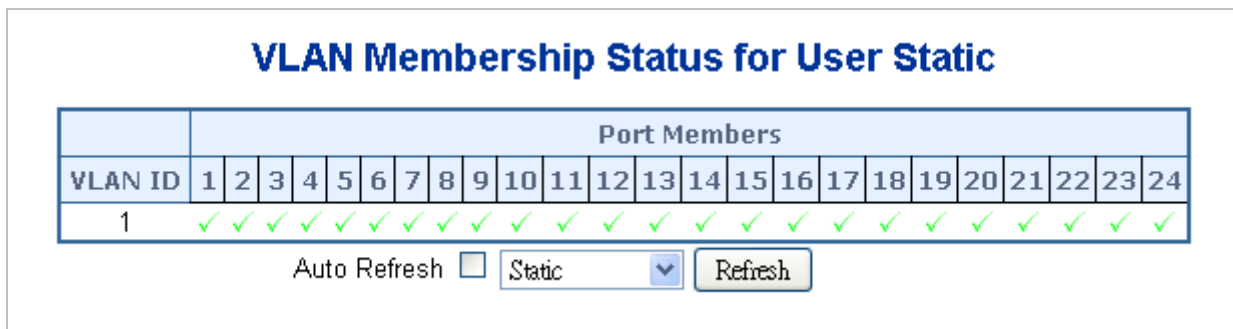 VLAN Membership Status for User Static
Port Members
VLAN ID 1 2 3 4 5 6 7 8 9 10 11 12 13 14 15 16 17 18 19 20 21 22 23 24
1 ✓ ✓ ✓ ✓ ✓ ✓ ✓ ✓ ✓ ✓ ✓ ✓ ✓ ✓ ✓ ✓ ✓ ✓ ✓ ✓ ✓ ✓ ✓ ✓
Auto Refresh Static Refresh